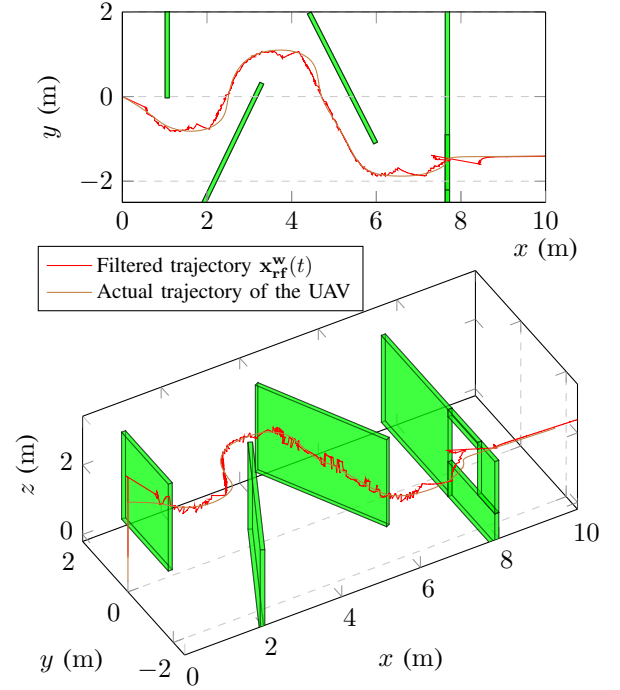 2
0
−2
y (m)
0
2
4
6
8
10
x (m)
Filtered trajectory x_rf^w(t)
Actual trajectory of the UAV
2
0
z (m)
2
0
−2
y (m)
0
2
4
6
8
10
x (m)